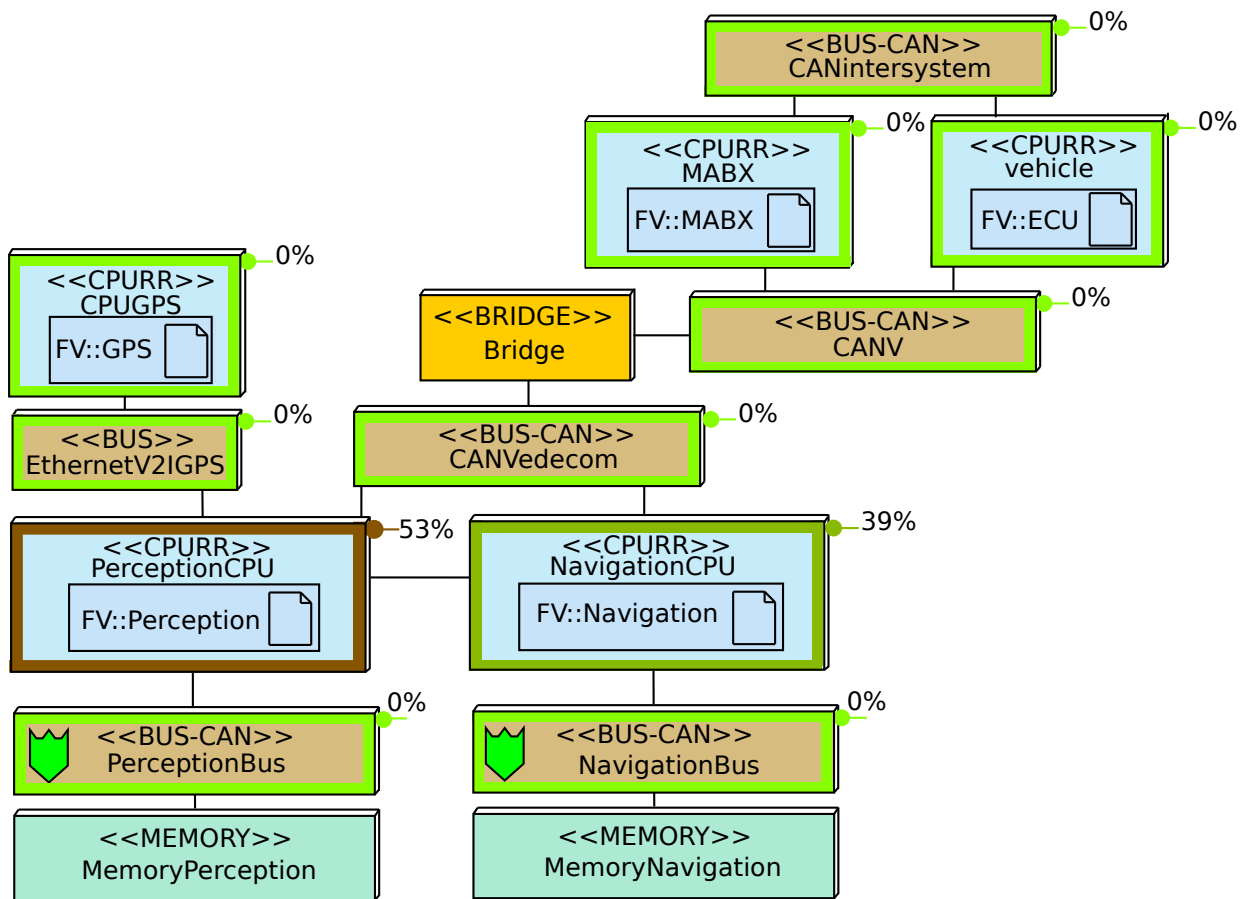 0%
<<BUS-CAN>>
CANintersystem
0%
<<CPURR>>
MABX
FV::MABX
0%
<<CPURR>>
vehicle
FV::ECU
0%
<<CPURR>>
CPUGPS
FV::GPS
<<BRIDGE>>
Bridge
0%
<<BUS-CAN>>
CANV
0%
<<BUS>>
EthernetV2IGPS
0%
<<BUS-CAN>>
CANVedecom
53%
<<CPURR>>
PerceptionCPU
FV::Perception
39%
<<CPURR>>
NavigationCPU
FV::Navigation
0%
<<BUS-CAN>>
PerceptionBus
0%
<<BUS-CAN>>
NavigationBus
<<MEMORY>>
MemoryPerception
<<MEMORY>>
MemoryNavigation